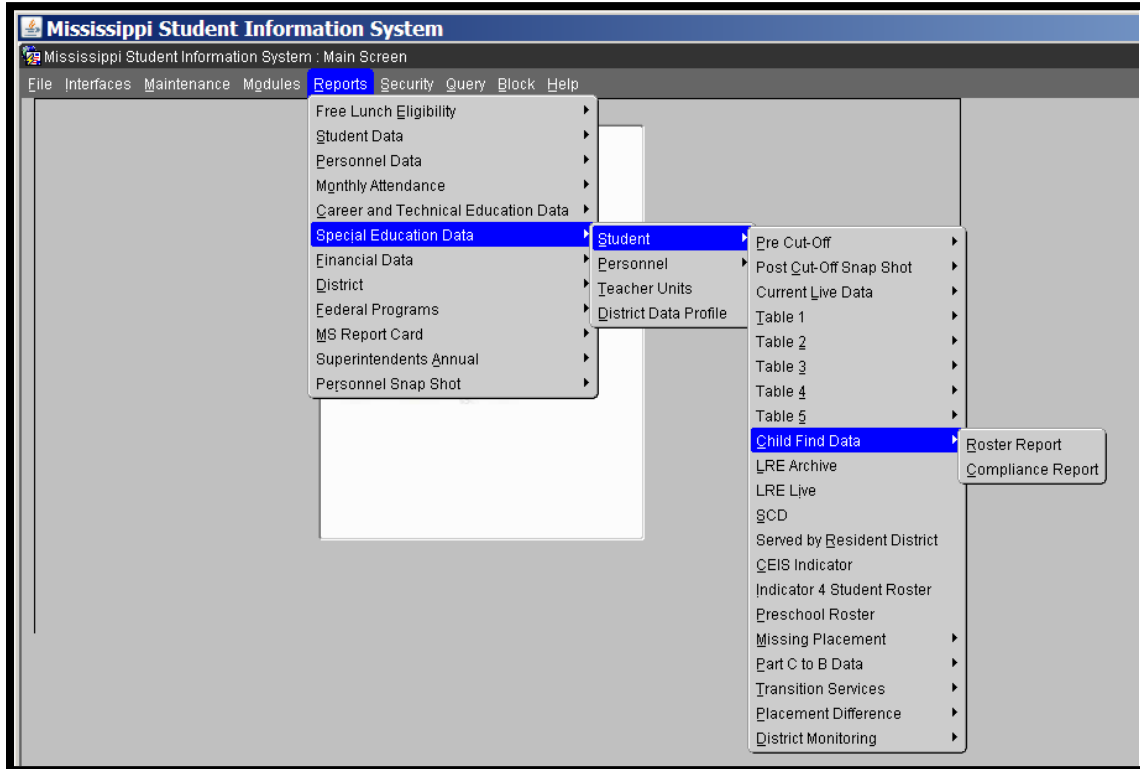 Mississippi Student Information System
Mississippi Student Information System : Main Screen
File Interfaces Maintenance Modules Reports Security Query Block Help
Free Lunch Eligibility
Student Data
Personnel Data
Monthly Attendance
Career and Technical Education Data
Special Education Data
Financial Data
District
Federal Programs
MS Report Card
Superintendents Annual
Personnel Snap Shot
Student
Personnel
Teacher Units
District Data Profile
Pre Cut-Off
Post Cut-Off Snap Shot
Current Live Data
Table 1
Table 2
Table 3
Table 4
Table 5
Child Find Data
LRE Archive
LRE Live
SCD
Served by Resident District
CEIS Indicator
Indicator 4 Student Roster
Preschool Roster
Missing Placement
Part C to B Data
Transition Services
Placement Difference
District Monitoring
Roster Report
Compliance Report